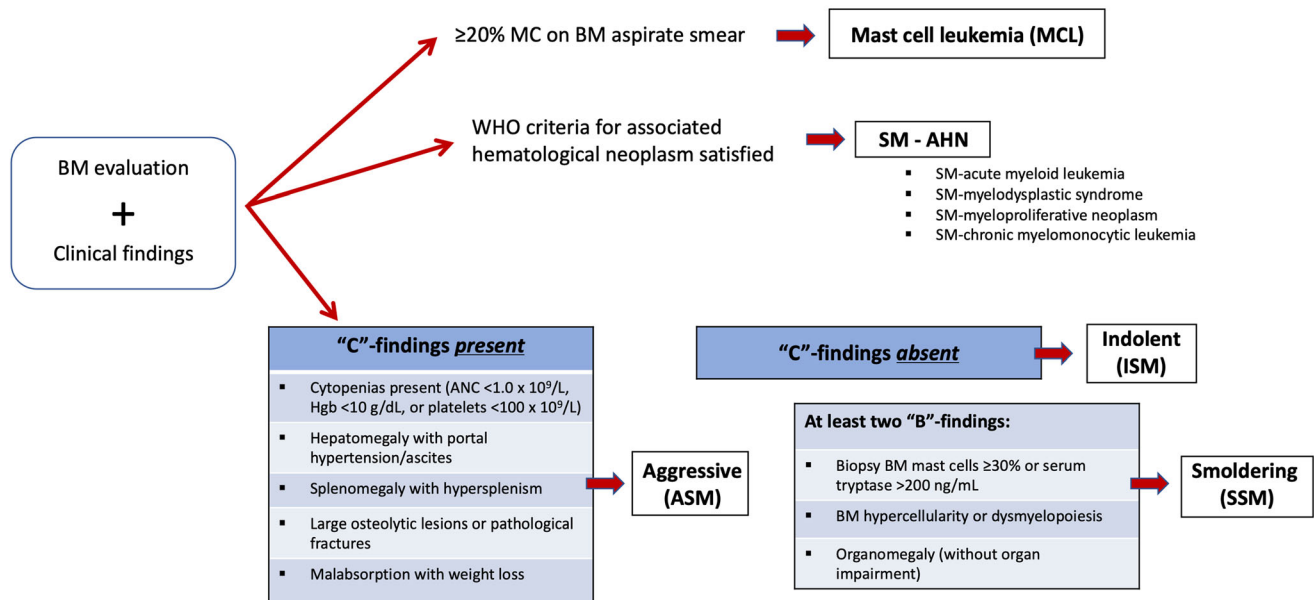 ≥20% MC on BM aspirate smear
Mast cell leukemia (MCL)
WHO criteria for associated
hematological neoplasm satisfied
SM - AHN
▪ SM-acute myeloid leukemia
▪ SM-myelodysplastic syndrome
▪ SM-myeloproliferative neoplasm
▪ SM-chronic myelomonocytic leukemia
BM evaluation
+
Clinical findings
“C”-findings present
▪ Cytopenias present (ANC <1.0 x 10⁹/L,
Hgb <10 g/dL, or platelets <100 x 10⁹/L)
▪ Hepatomegaly with portal
hypertension/ascites
▪ Splenomegaly with hypersplenism
▪ Large osteolytic lesions or pathological
fractures
▪ Malabsorption with weight loss
Aggressive
(ASM)
“C”-findings absent
Indolent
(ISM)
At least two “B”-findings:
▪ Biopsy BM mast cells ≥30% or serum
tryptase >200 ng/mL
▪ BM hypercellularity or dysmyelopoiesis
▪ Organomegaly (without organ
impairment)
Smoldering
(SSM)